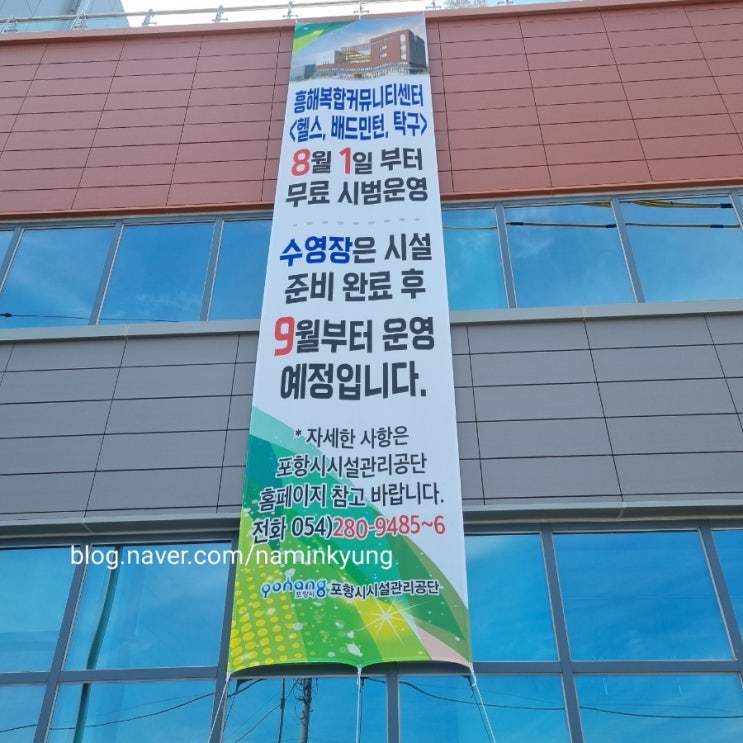 흥해복합커뮤니티센터
<헬스, 배드민턴, 탁구>
8월 1일 부터
무료 시범운영
수영장은 시설
준비 완료 후
9월부터 운영
예정입니다.
* 자세한 사항은
포항시시설관리공단
홈페이지 참고 바랍니다.
전화 054)280-9485~6
blog.naver.com/naminkyung
pohang 포항시 포항시시설관리공단